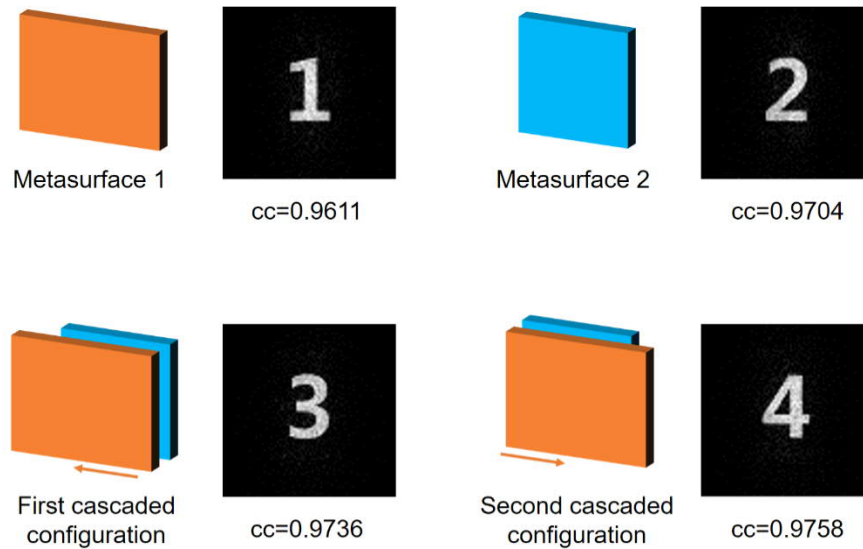 1
2
Metasurface 1
Metasurface 2
cc=0.9611
cc=0.9704
3
4
First cascaded
configuration
cc=0.9736
Second cascaded
configuration
cc=0.9758